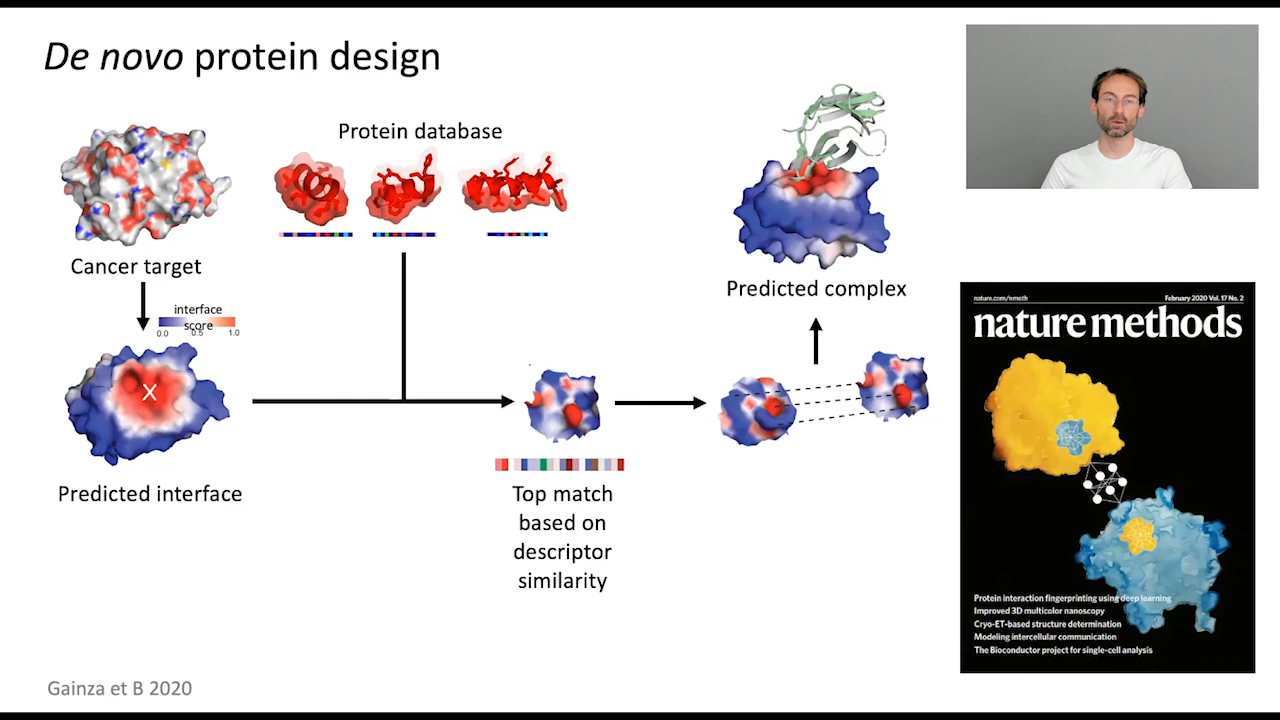 De novo protein design
Protein database
Cancer target
interface
score
0.0 0.5 1.0
X
Predicted interface
Top match
based on
descriptor
similarity
Predicted complex
nature.com/nmeth
February 2020 Vol. 17 No. 2
nature methods
Protein interaction fingerprinting using deep learning
Improved 3D multicolor nanoscopy
Cryo-ET-based structure determination
Modeling intercellular communication
The Bioconductor project for single-cell analysis
Gainza et B 2020